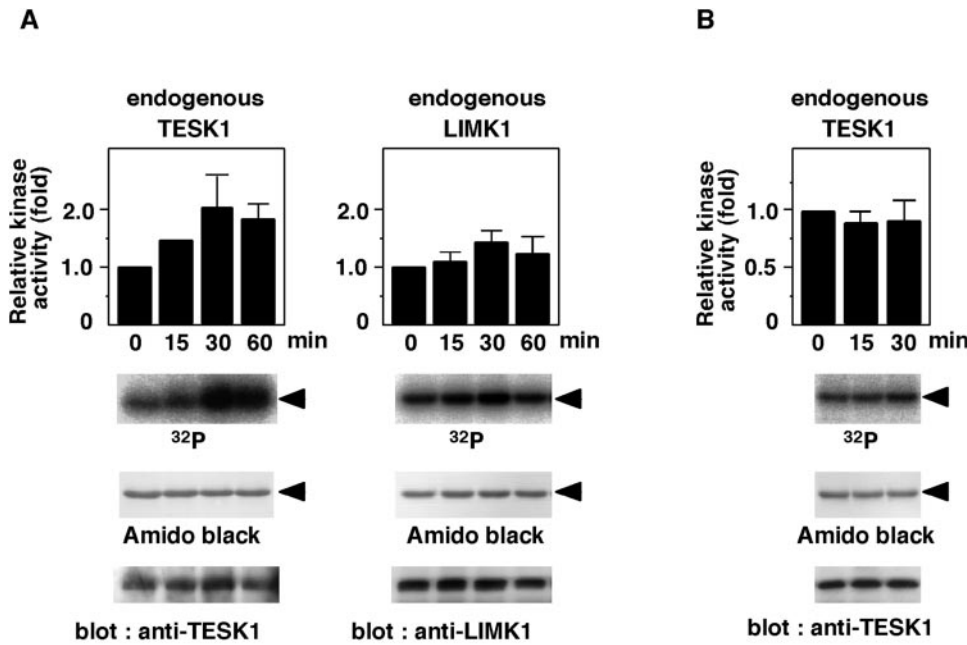 A
endogenous
TESK1
Relative kinase
activity (fold)
2.0
1.0
0
0 15 30 60 min
32P
Amido black
blot : anti-TESK1
endogenous
LIMK1
2.0
1.0
0
0 15 30 60 min
32P
Amido black
blot : anti-LIMK1
B
endogenous
TESK1
Relative kinase
activity (fold)
1.0
0.5
0
0 15 30 min
32P
Amido black
blot : anti-TESK1